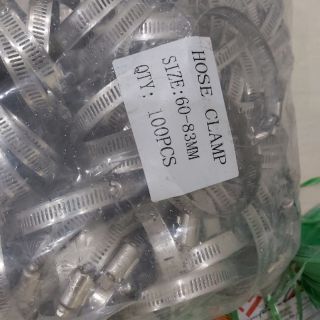 HOSE CLAMP
SIZE:60-83MM
QTY: 100PCS